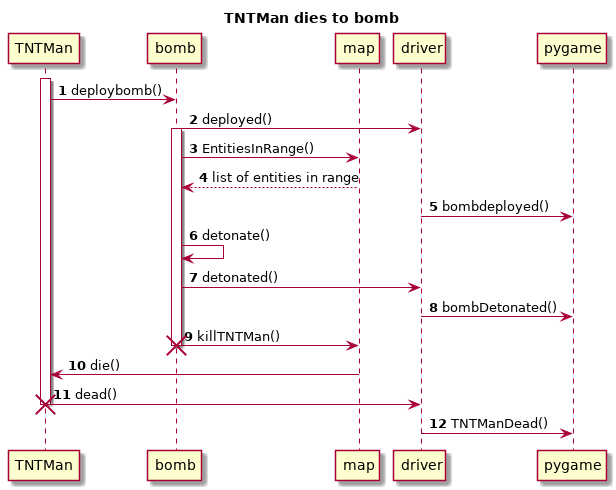 TNTMan dies to bomb
TNTMan bomb map driver pygame
1 deploybomb()
2 deployed()
3 EntitiesInRange()
4 list of entities in range
5 bombdeployed()
6 detonate()
7 detonated()
8 bombDetonated()
9 killTNTMan()
10 die()
11 dead()
12 TNTManDead()
TNTMan bomb map driver pygame